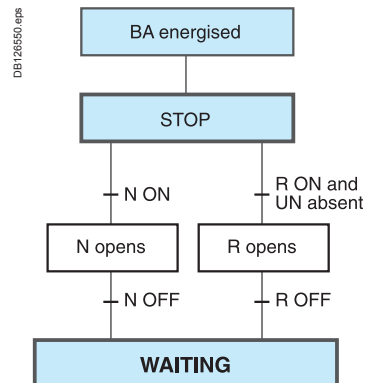 DB126550.eps
BA energised
STOP
N ON
R ON and
UN absent
N opens
R opens
N OFF
R OFF
WAITING